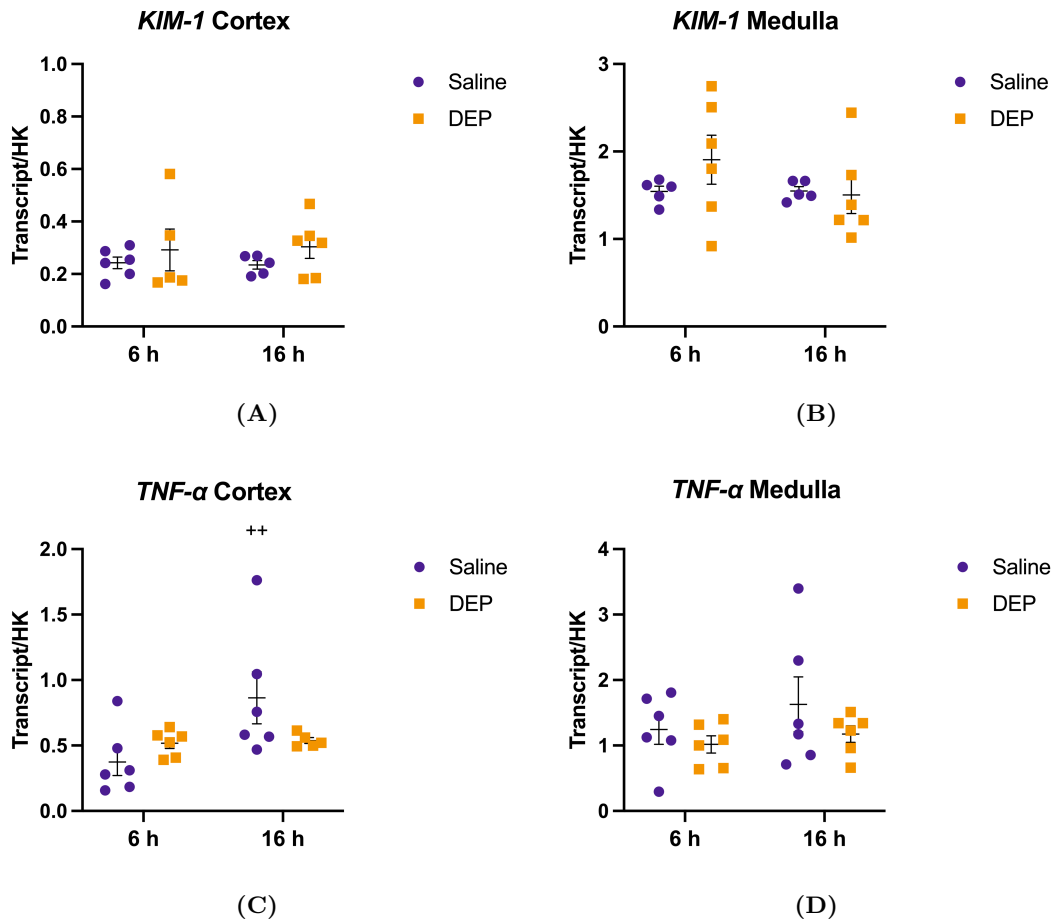 KIM-1 Cortex
1.0
0.8
0.6
0.4
0.2
0.0
Transcript/HK
6 h
16 h
Saline
DEP
(A)
KIM-1 Medulla
3
2
1
0
Transcript/HK
6 h
16 h
Saline
DEP
(B)
TNF-α Cortex
++
2.0
1.5
1.0
0.5
0.0
Transcript/HK
6 h
16 h
Saline
DEP
(C)
TNF-α Medulla
4
3
2
1
0
Transcript/HK
6 h
16 h
Saline
DEP
(D)